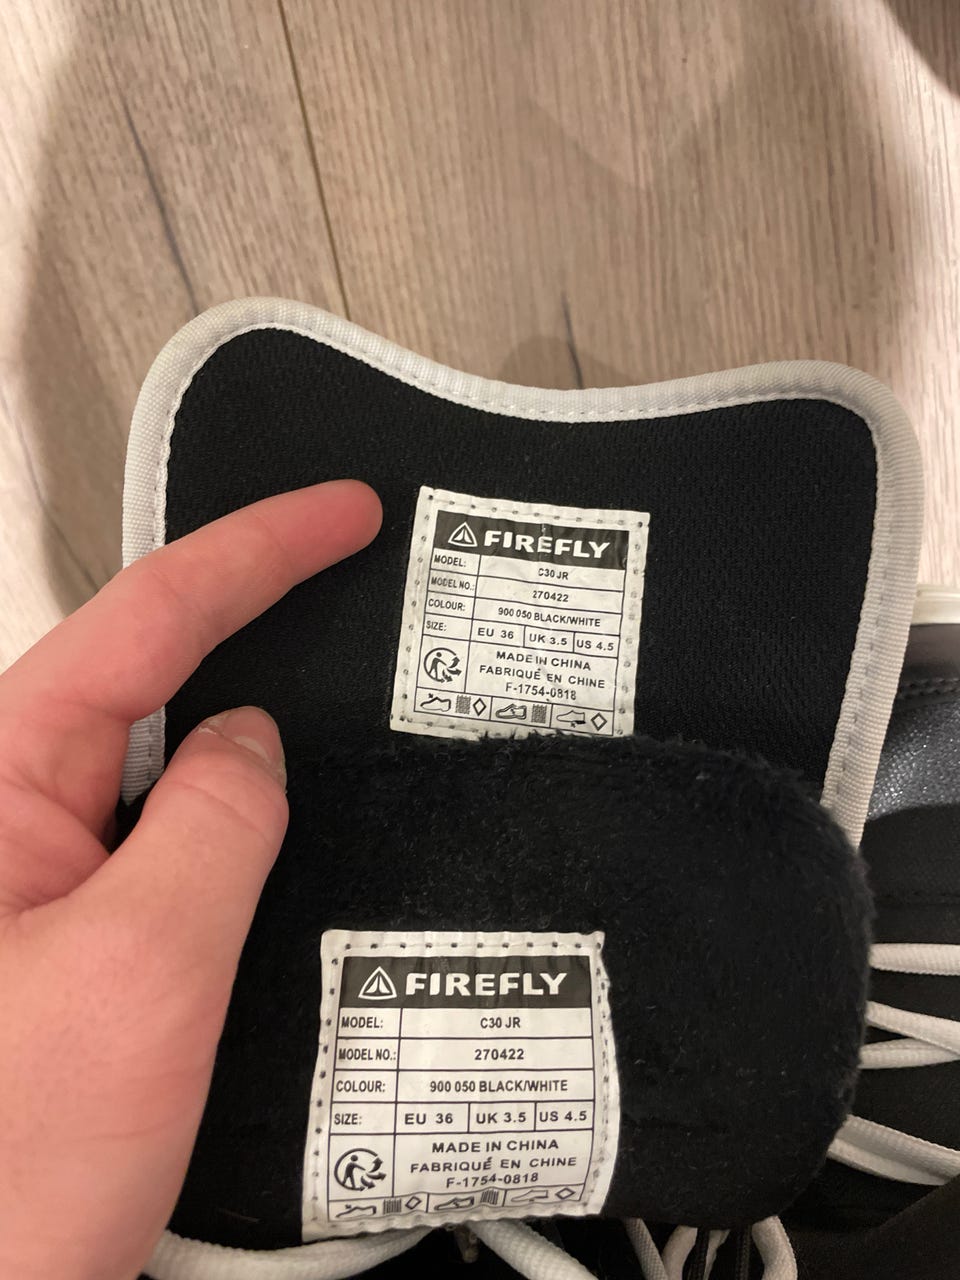 FIREFLY
MODEL: C30 JR
MODEL NO.: 270422
COLOUR: 900 050 BLACK/WHITE
SIZE: EU 36 UK 3.5 US 4.5
MADE IN CHINA
FABRIQUÉ EN CHINE
F-1754-0818
FIREFLY
MODEL: C30 JR
MODEL NO.: 270422
COLOUR: 900 050 BLACK/WHITE
SIZE: EU 36 UK 3.5 US 4.5
MADE IN CHINA
FABRIQUÉ EN CHINE
F-1754-0818